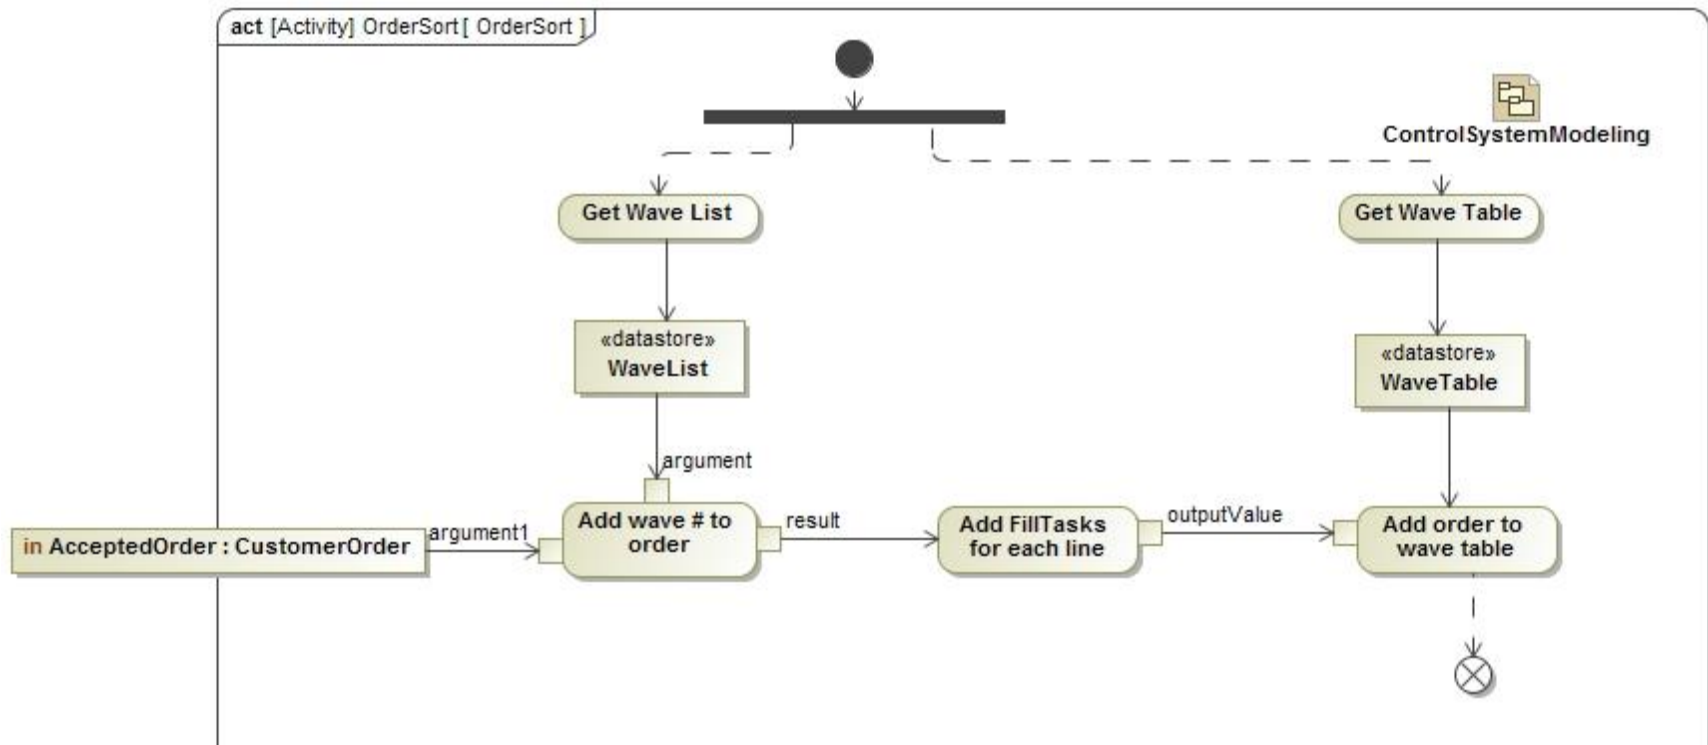 act [Activity] OrderSort [ OrderSort ]
ControlSystemModeling
Get Wave List
Get Wave Table
«datastore»
WaveList
«datastore»
WaveTable
argument
in AcceptedOrder : CustomerOrder
argument1
Add wave # to
order
result
Add FillTasks
for each line
outputValue
Add order to
wave table